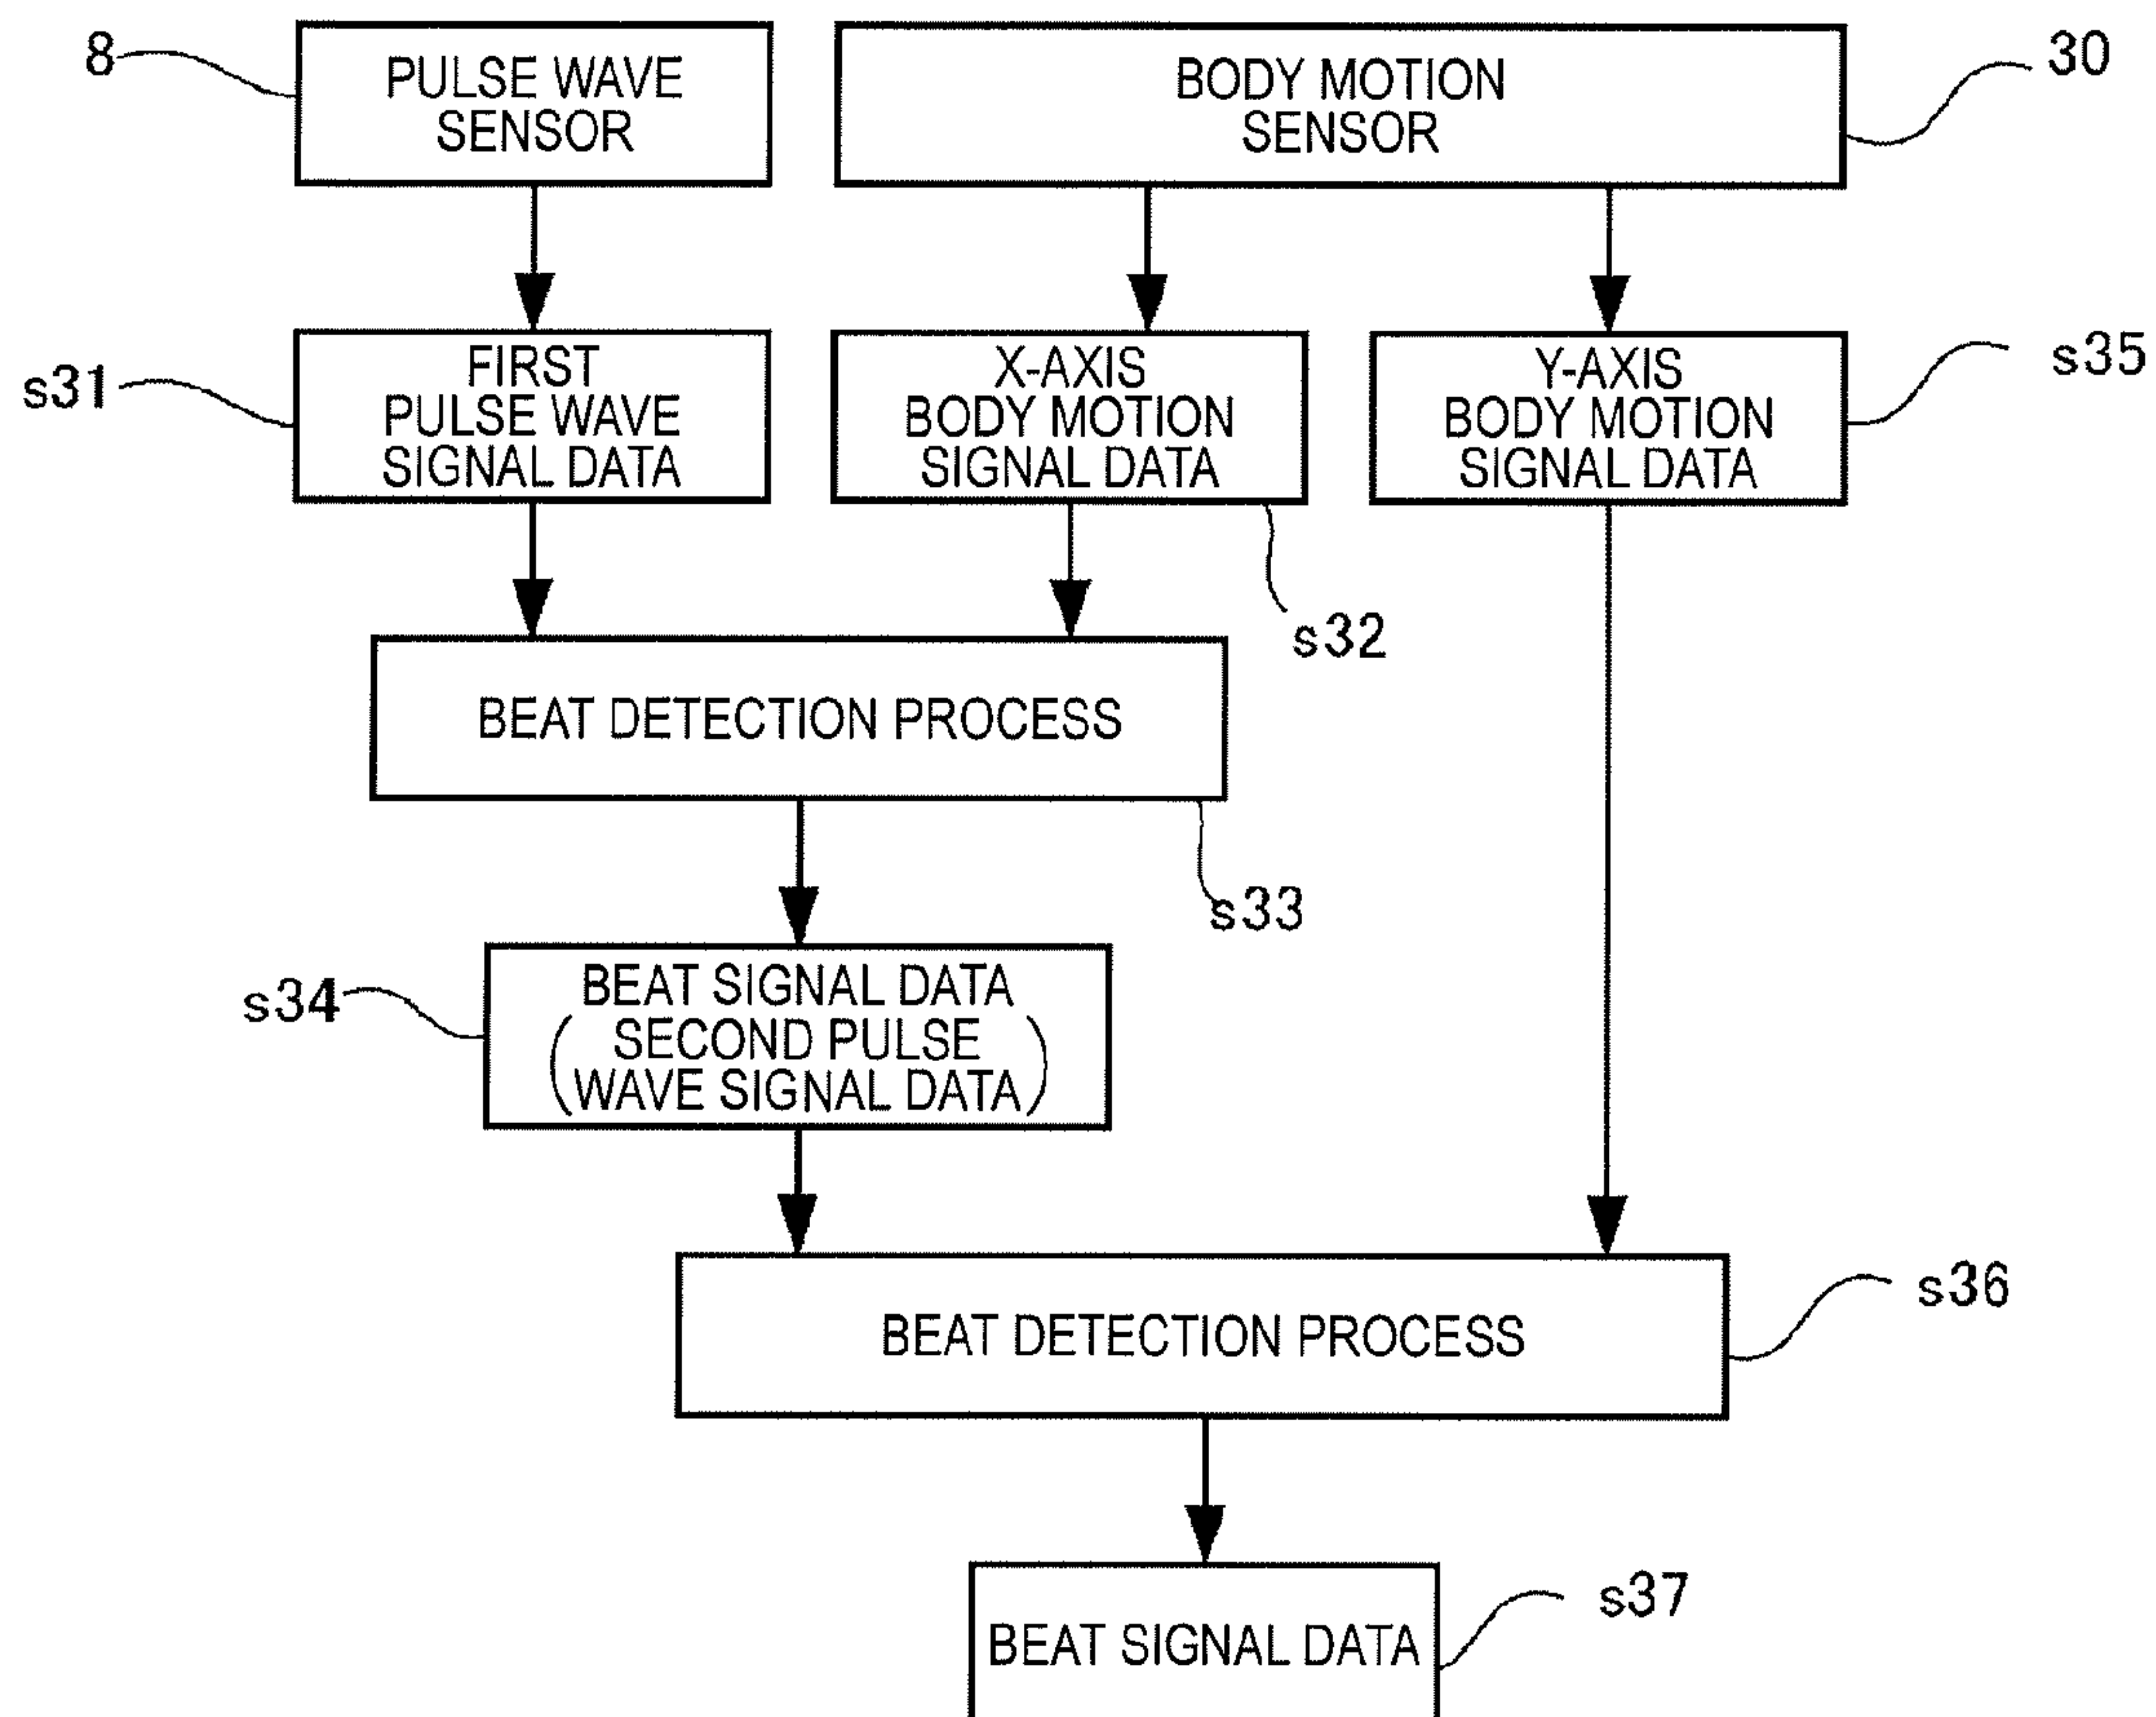 8
PULSE WAVE
SENSOR
BODY MOTION
SENSOR
30
s31
FIRST
PULSE WAVE
SIGNAL DATA
X-AXIS
BODY MOTION
SIGNAL DATA
s32
Y-AXIS
BODY MOTION
SIGNAL DATA
s35
BEAT DETECTION PROCESS
s33
s34
BEAT SIGNAL DATA
(SECOND PULSE
WAVE SIGNAL DATA)
BEAT DETECTION PROCESS
s36
BEAT SIGNAL DATA
s37